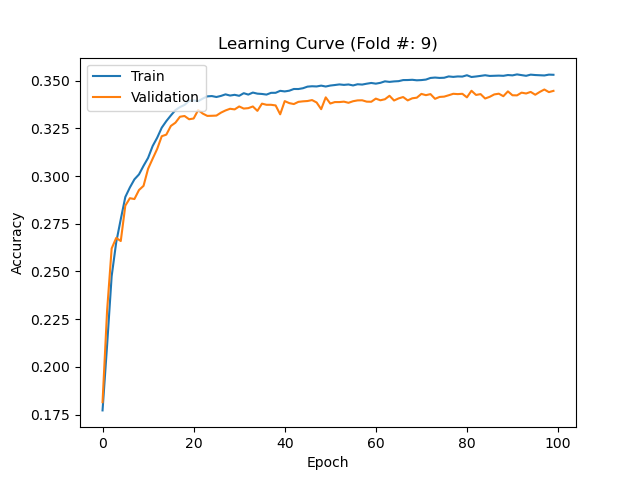 Learning Curve (Fold #: 9)
Train
Validation
0.350
0.325
0.300
0.275
0.250
0.225
0.200
0.175
Accuracy
0 20 40 60 80 100
Epoch